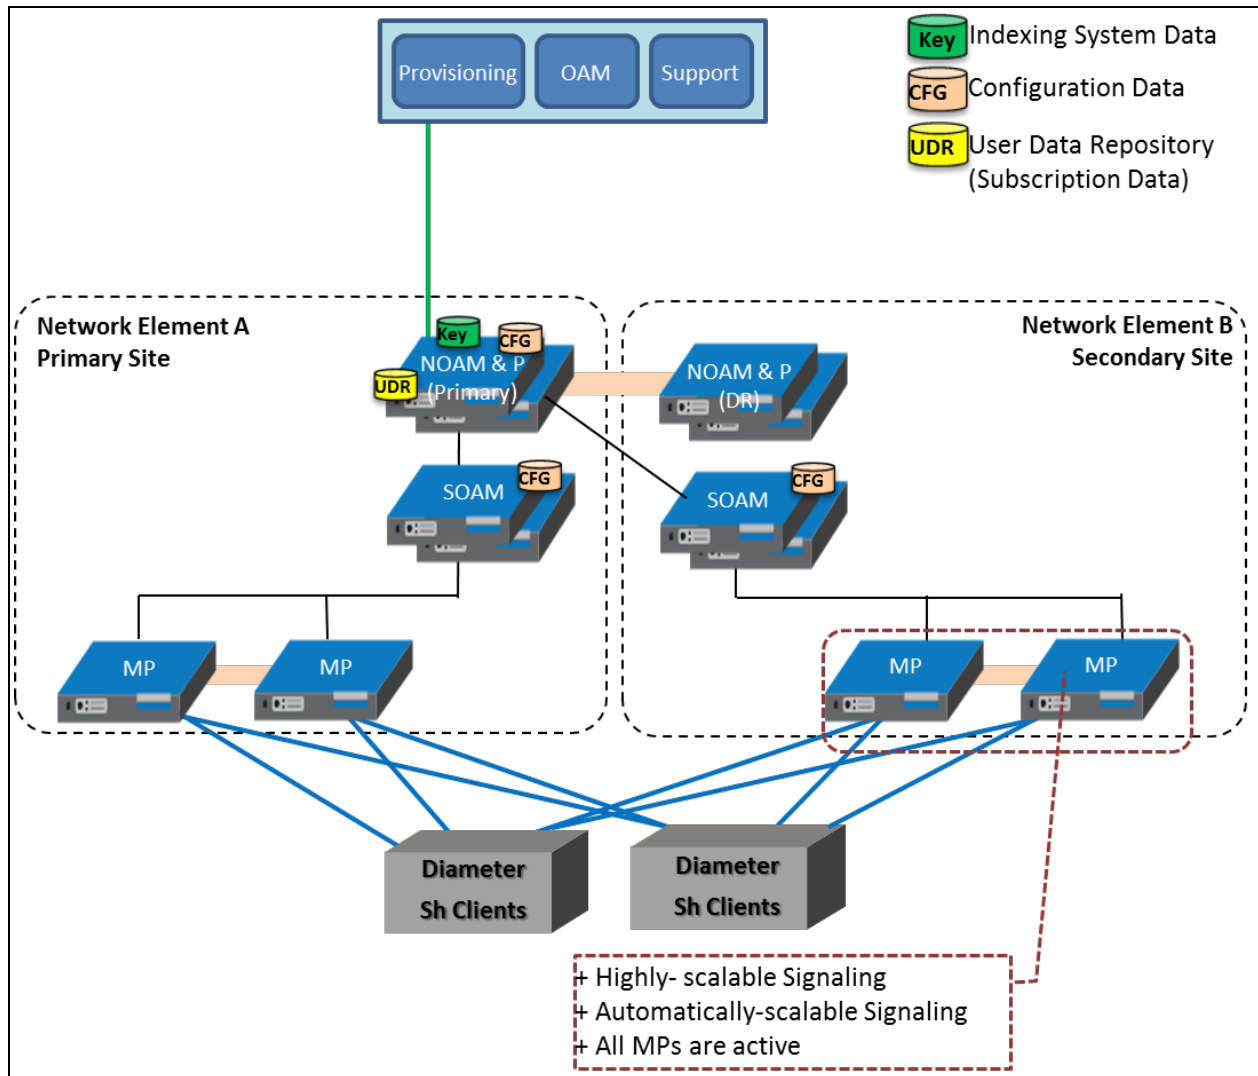 Provisioning
OAM
Support
Key
Indexing System Data
CFG
Configuration Data
UDR
User Data Repository
(Subscription Data)
Network Element A
Primary Site
Network Element B
Secondary Site
Key
CFG
UDR
NOAM & P
(Primary)
NOAM & P
(DR)
CFG
SOAM
CFG
SOAM
MP
MP
MP
MP
Diameter
Sh Clients
Diameter
Sh Clients
+ Highly- scalable Signaling
+ Automatically-scalable Signaling
+ All MPs are active